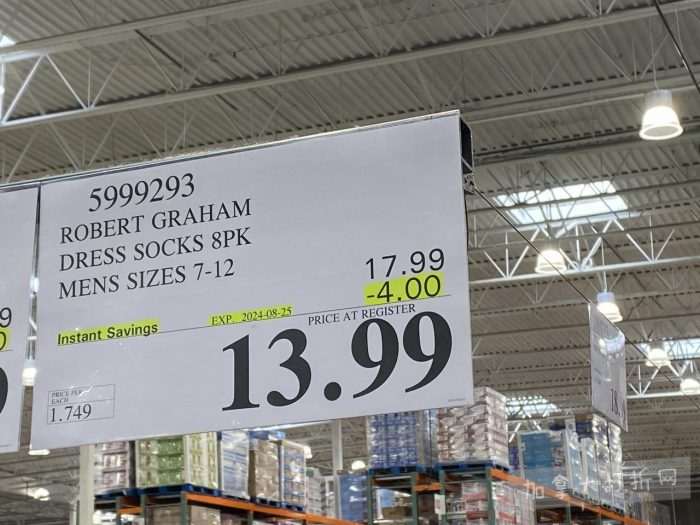 5999293
ROBERT GRAHAM
DRESS SOCKS 8PK
MENS SIZES 7-12
17.99
-4.00
Instant Savings
EXP. 2024-08-25
PRICE AT REGISTER
13.99
PRICE PER
EACH
1.749
加拿大打折网